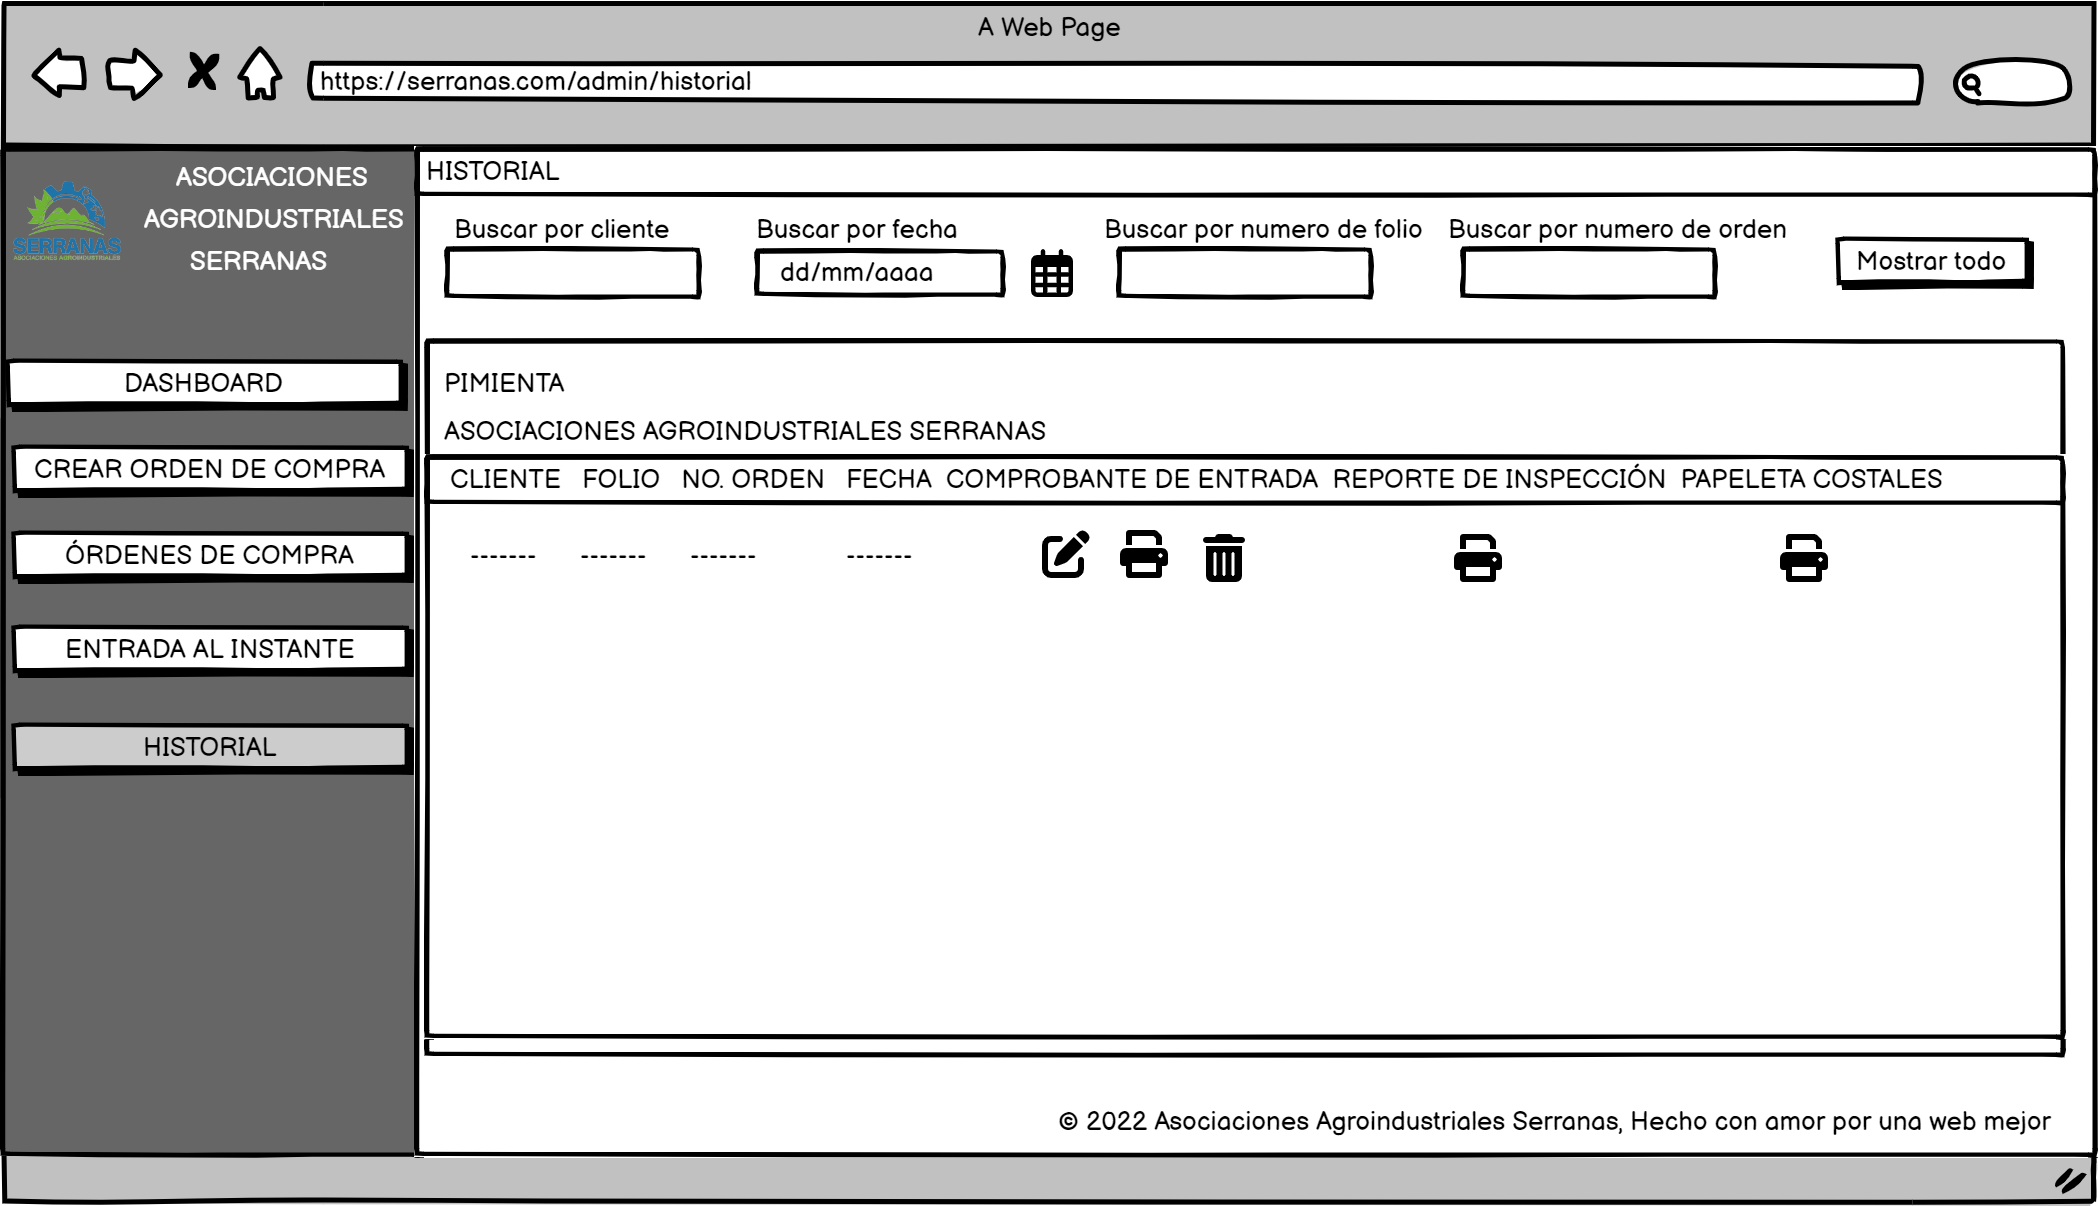 A Web Page
https://serranas.com/admin/historial
ASOCIACIONES
AGROINDUSTRIALES
SERRANAS
SERRANAS
ASOCIACIONES AGROINDUSTRIALES
DASHBOARD
CREAR ORDEN DE COMPRA
ÓRDENES DE COMPRA
ENTRADA AL INSTANTE
HISTORIAL
HISTORIAL
Buscar por cliente
Buscar por fecha
Buscar por numero de folio
Buscar por numero de orden
dd/mm/aaaa
Mostrar todo
PIMIENTA
ASOCIACIONES AGROINDUSTRIALES SERRANAS
CLIENTE FOLIO NO. ORDEN FECHA COMPROBANTE DE ENTRADA REPORTE DE INSPECCIÓN PAPELETA COSTALES
------- ------- ------- -------
© 2022 Asociaciones Agroindustriales Serranas, Hecho con amor por una web mejor